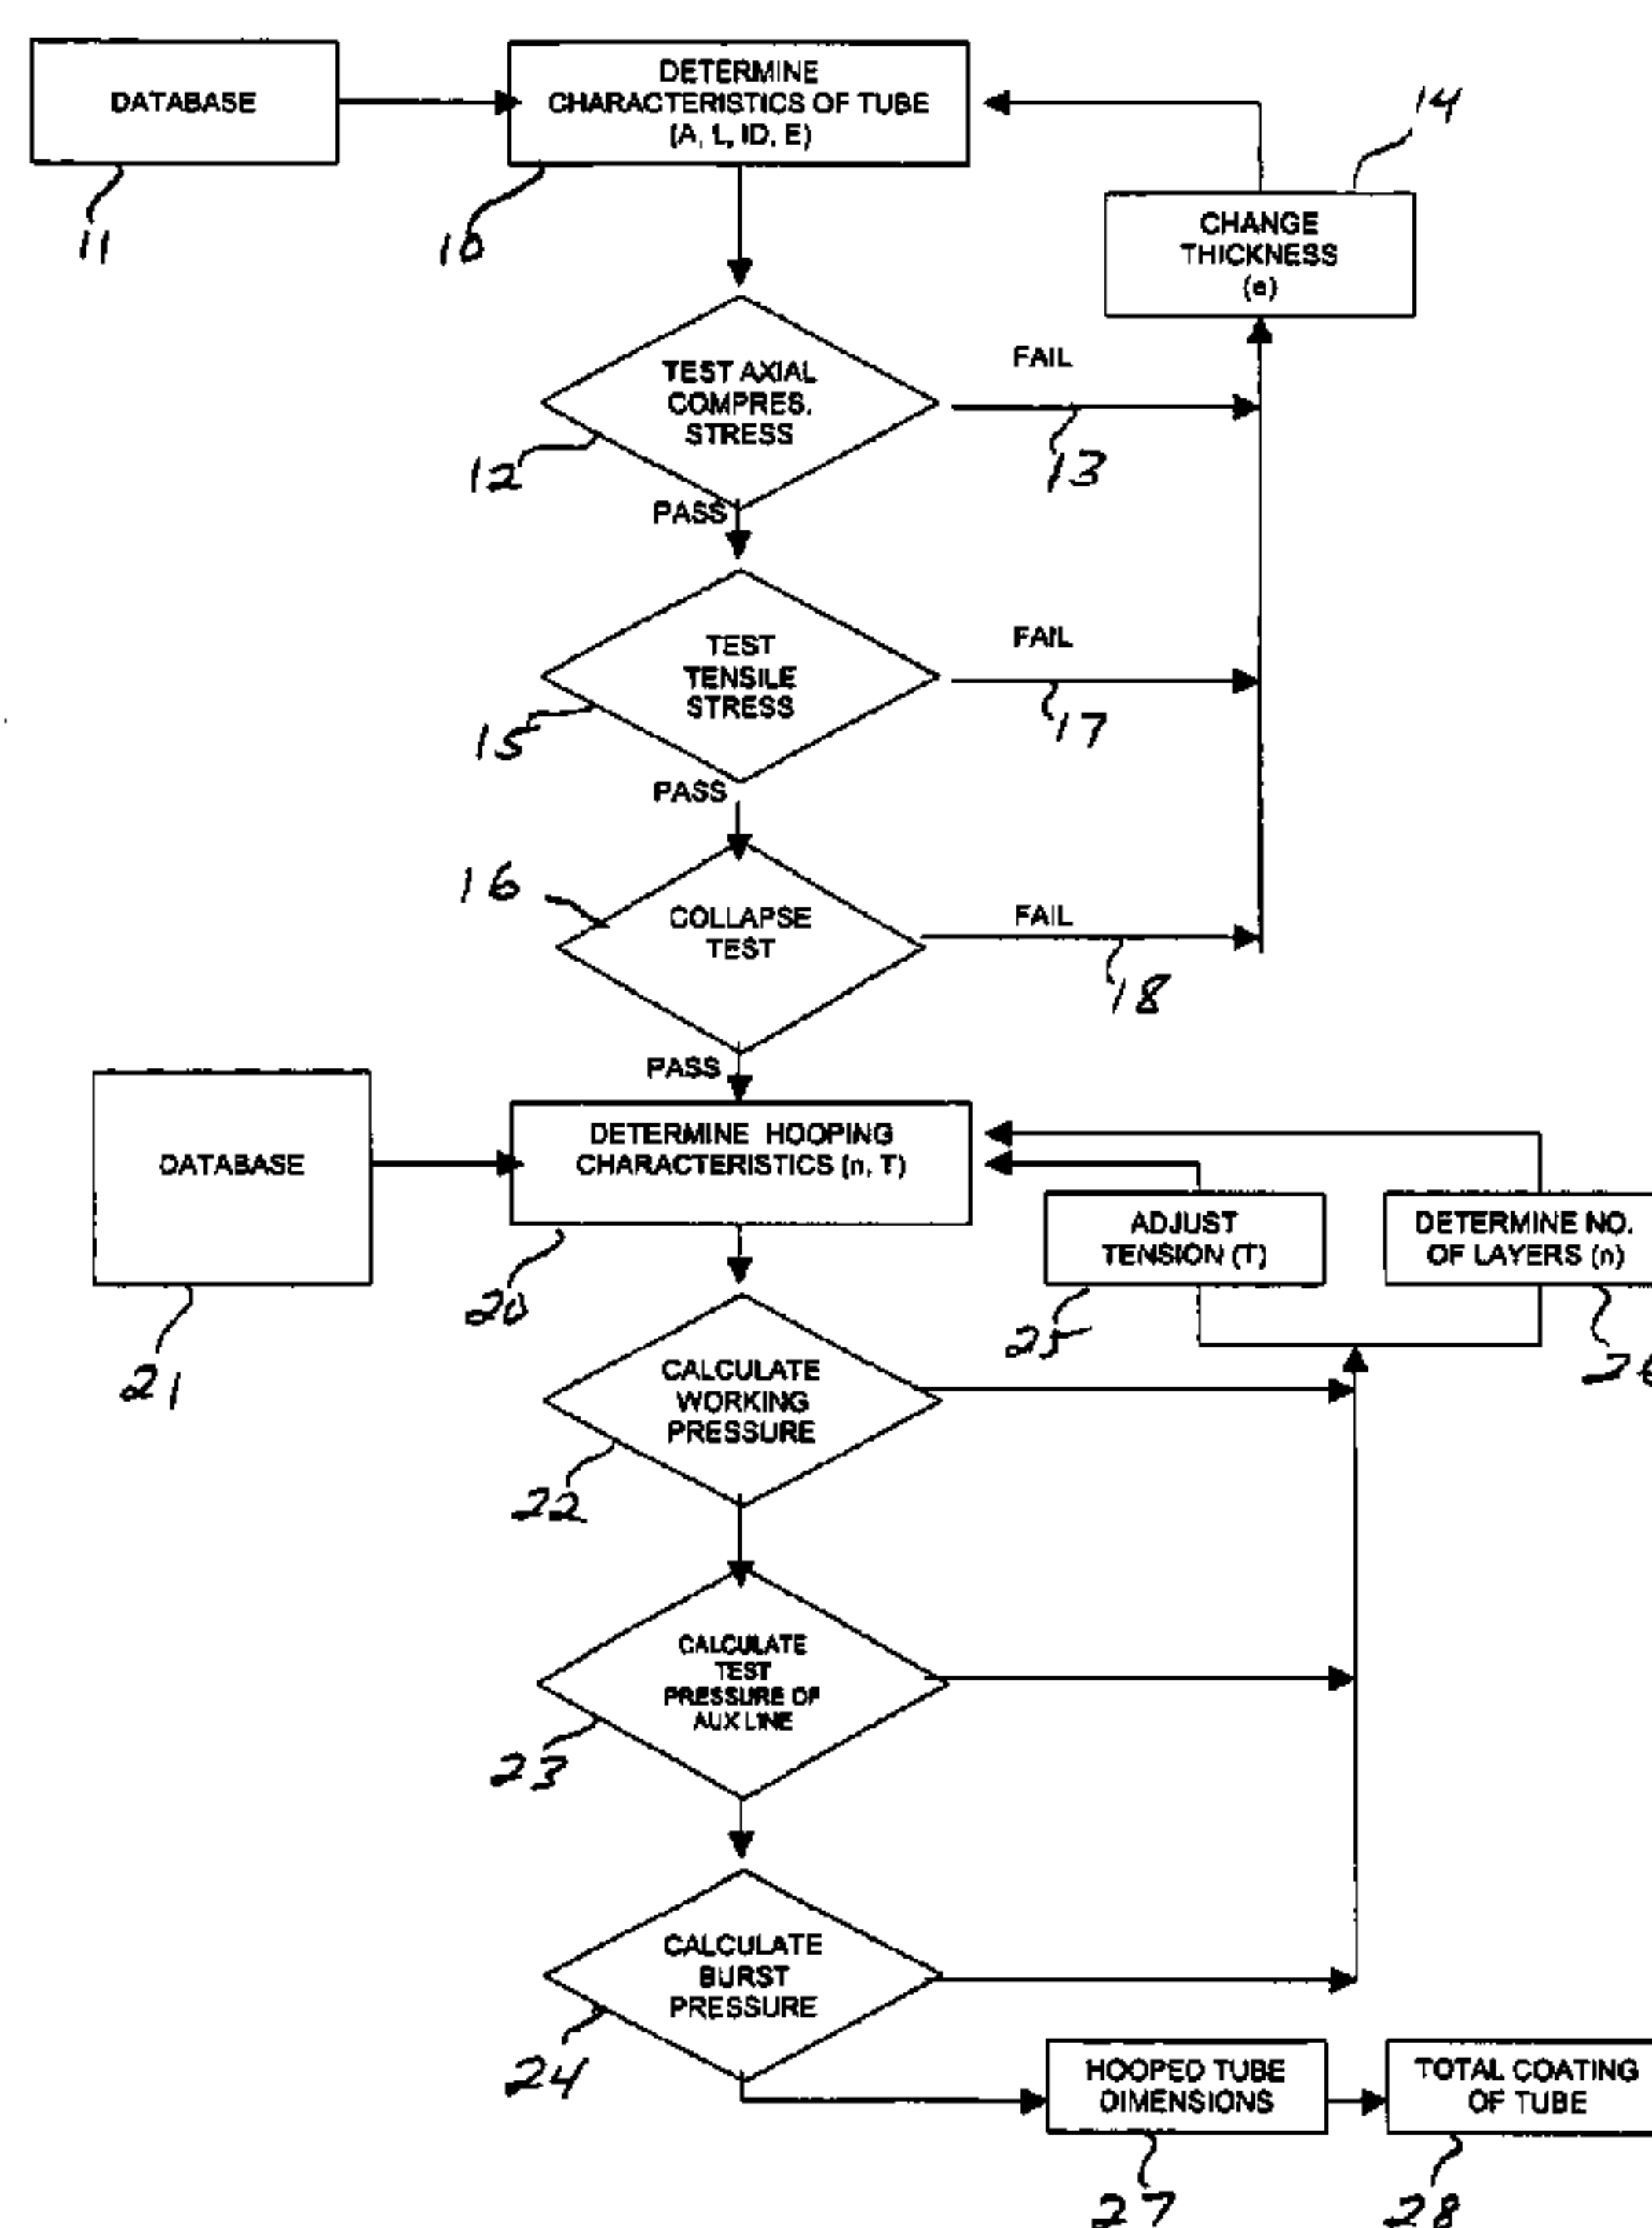 DATABASE
DETERMINE
CHARACTERISTICS OF TUBE
(A, L, ID, E)
14
11
10
CHANGE
THICKNESS
(e)
TEST AXIAL
COMPRES.
STRESS
FAIL
12
13
PASS
TEST
TENSILE
STRESS
FAIL
15
17
PASS
16
COLLAPSE
TEST
FAIL
18
PASS
DATABASE
DETERMINE HOOPING
CHARACTERISTICS (n, T)
ADJUST
TENSION (T)
DETERMINE NO.
OF LAYERS (n)
21
20
25
26
CALCULATE
WORKING
PRESSURE
22
CALCULATE
TEST
PRESSURE OF
AUX LINE
23
CALCULATE
BURST
PRESSURE
24
HOOPED TUBE
DIMENSIONS
TOTAL COATING
OF TUBE
27
28